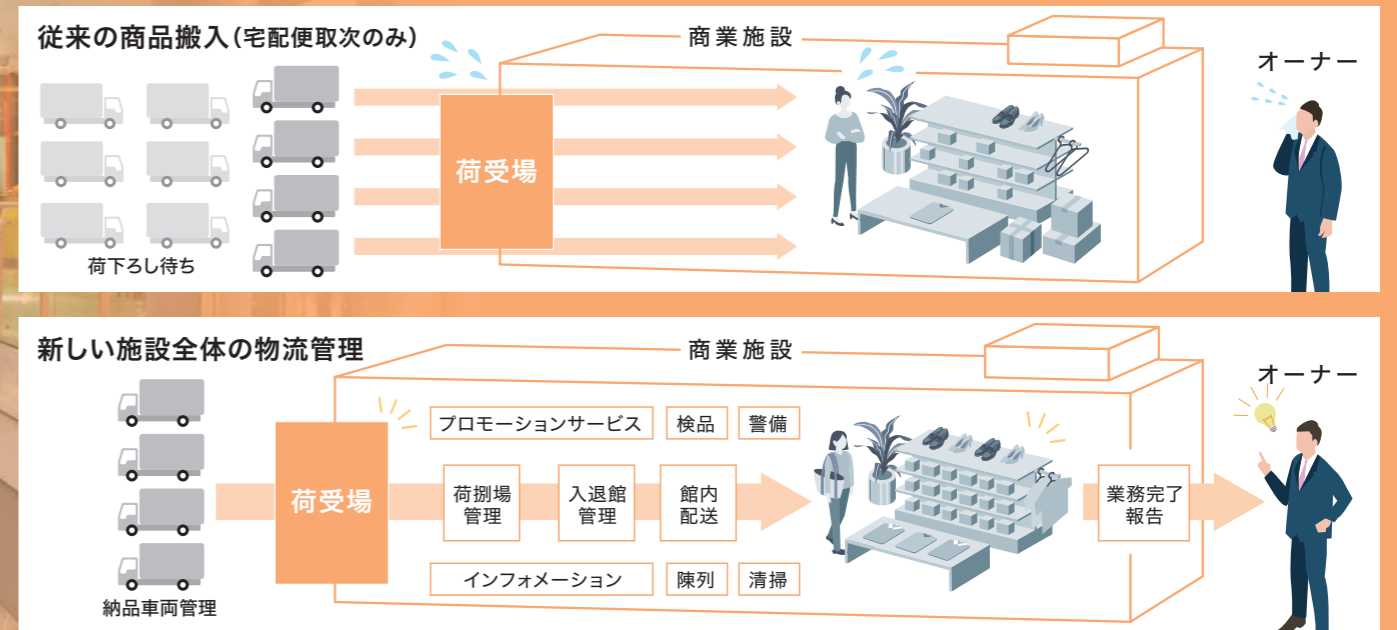 従来の商品搬入（宅配便取次のみ）
商業施設
オーナー
荷受場
荷下ろし待ち
新しい施設全体の物流管理
商業施設
オーナー
プロモーションサービス
検品
警備
荷受場
荷捌場
管理
入退館
管理
館内
配送
業務完了
報告
インフォメーション
陳列
清掃
納品車両管理